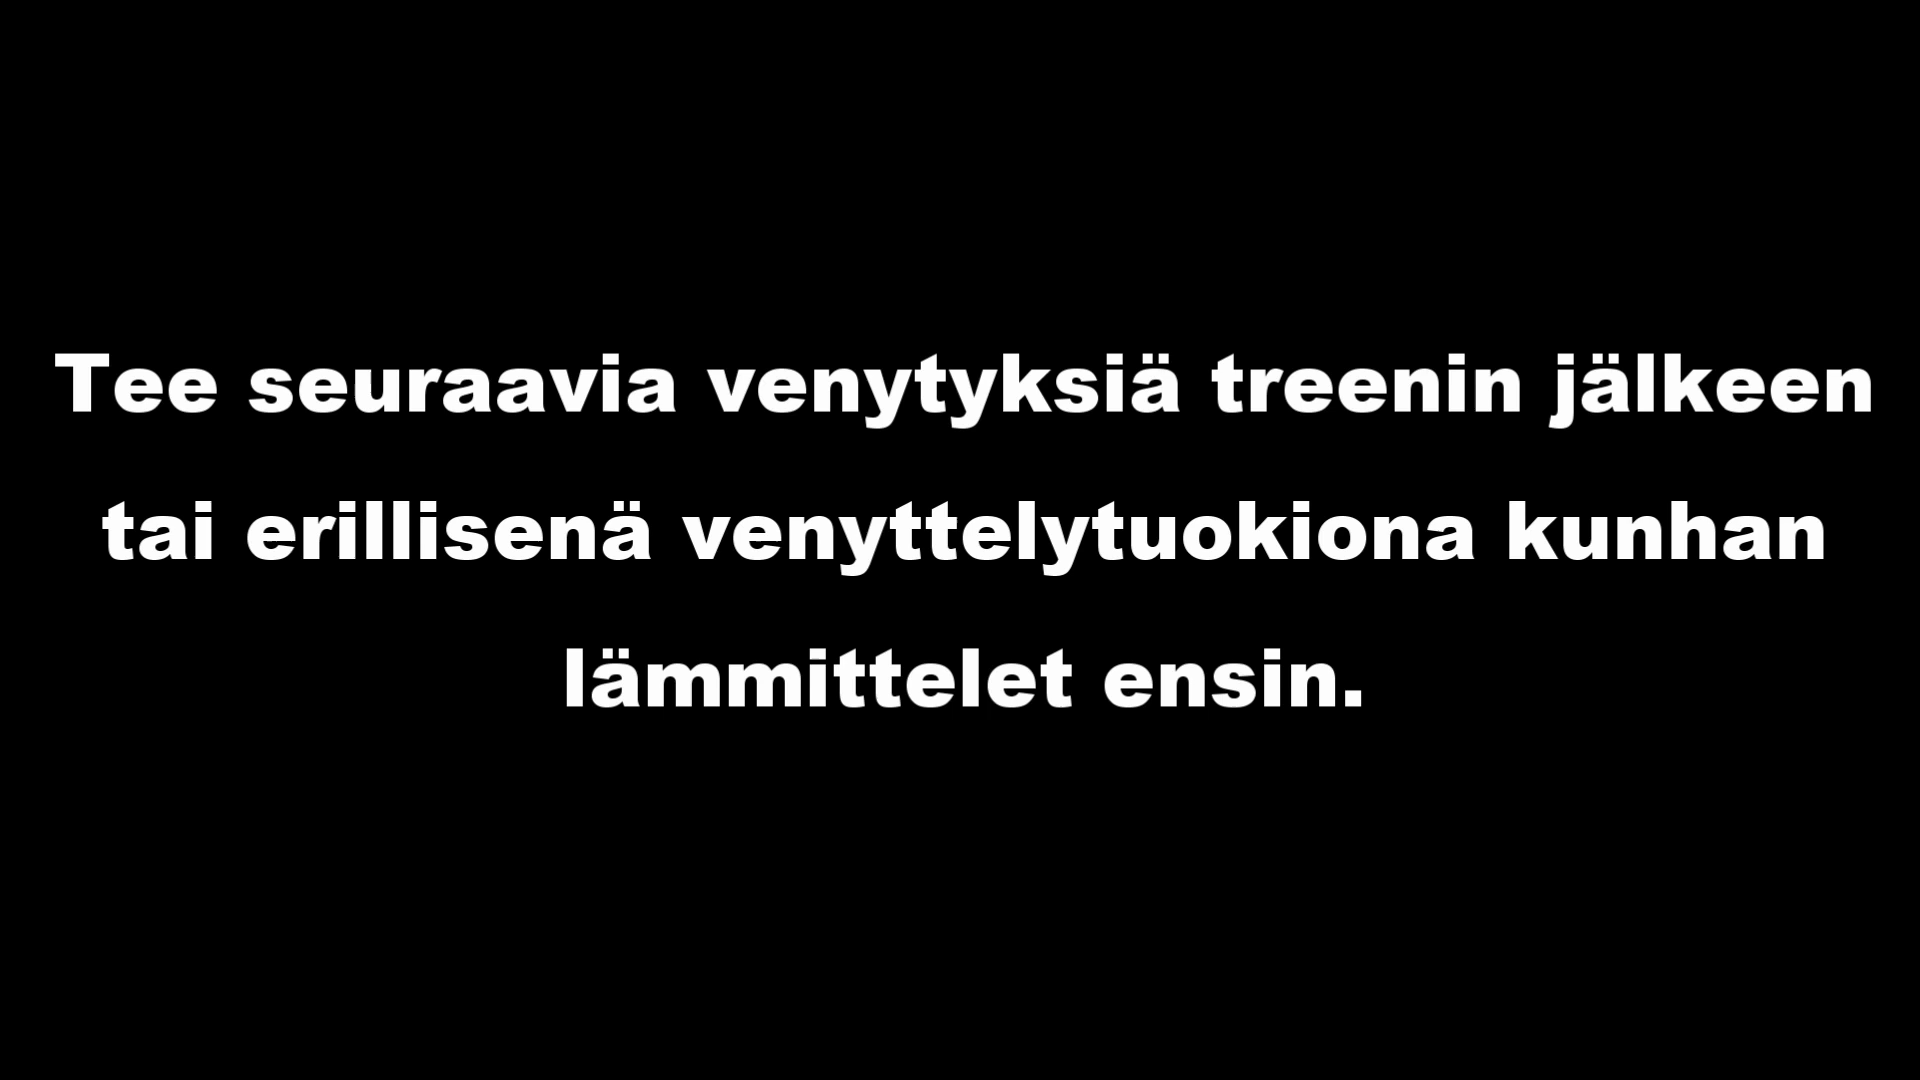 Tee seuraavia venytyksiä treenin jälkeen
tai erillisenä venyttelytuokiona kunhan
lämmittelet ensin.